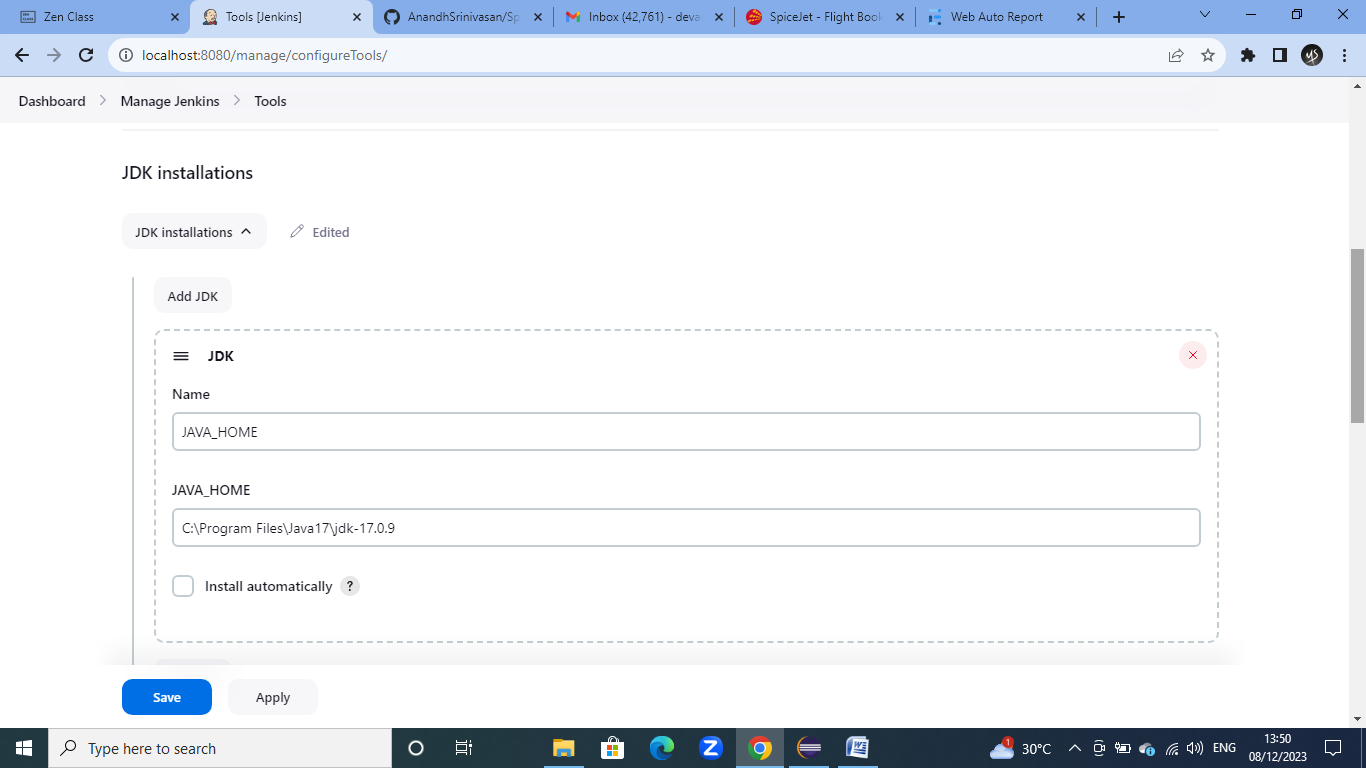 Zen Class
Tools [Jenkins]
AnandhSrinivasan/Sp
Inbox (42,761) - deva
SpiceJet - Flight Book
Web Auto Report
localhost:8080/manage/configureTools/
Dashboard
Manage Jenkins
Tools
JDK installations
JDK installations
Edited
Add JDK
JDK
Name
JAVA_HOME
JAVA_HOME
C:\Program Files\Java17\jdk-17.0.9
Install automatically ?
Save
Apply
Type here to search
1
30°C
ENG
13:50
08/12/2023